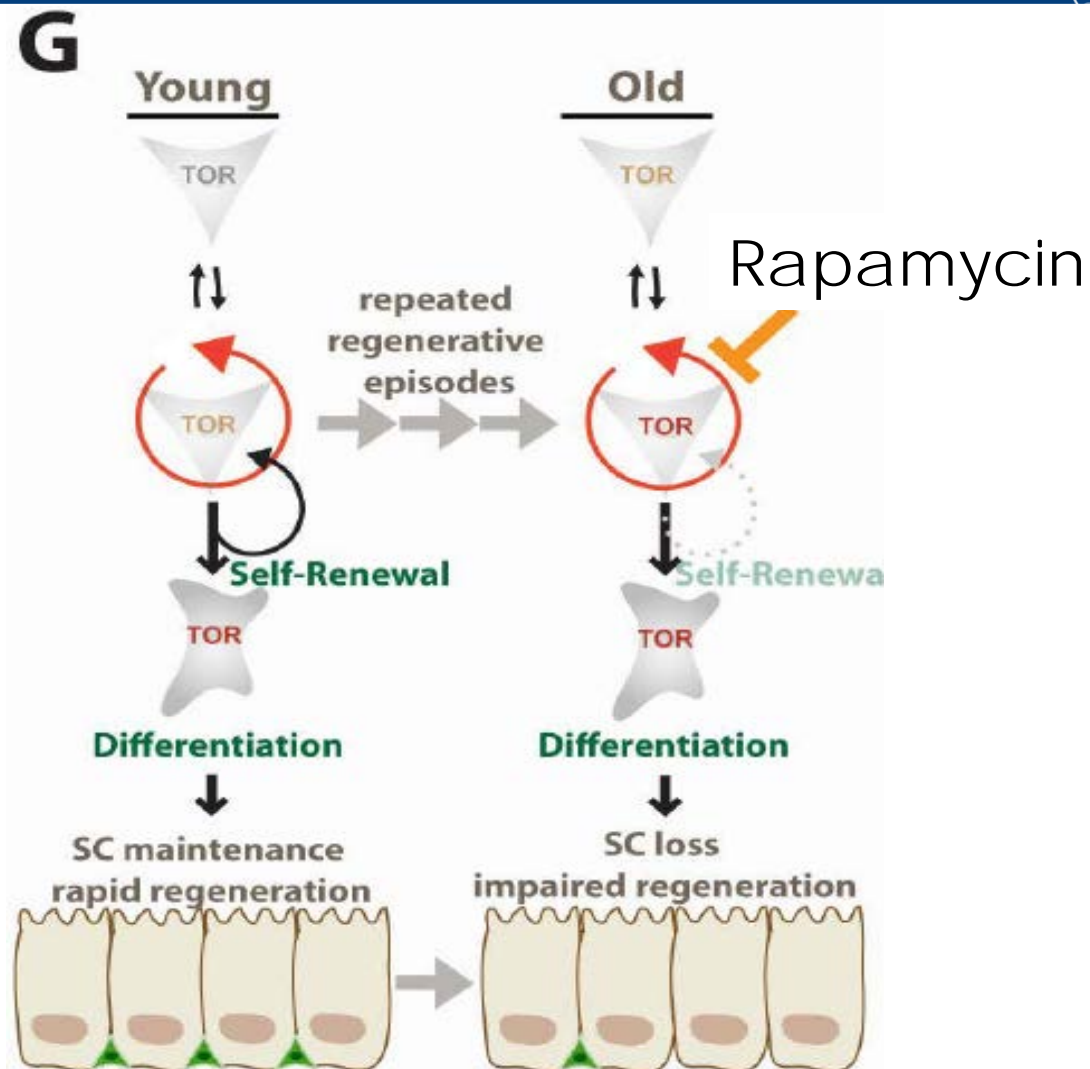 G
Young
Old
TOR
TOR
Rapamycin
repeated
regenerative
episodes
TOR
TOR
Self-Renewal
Self-Renewa
TOR
TOR
Differentiation
Differentiation
SC maintenance
rapid regeneration
SC loss
impaired regeneration